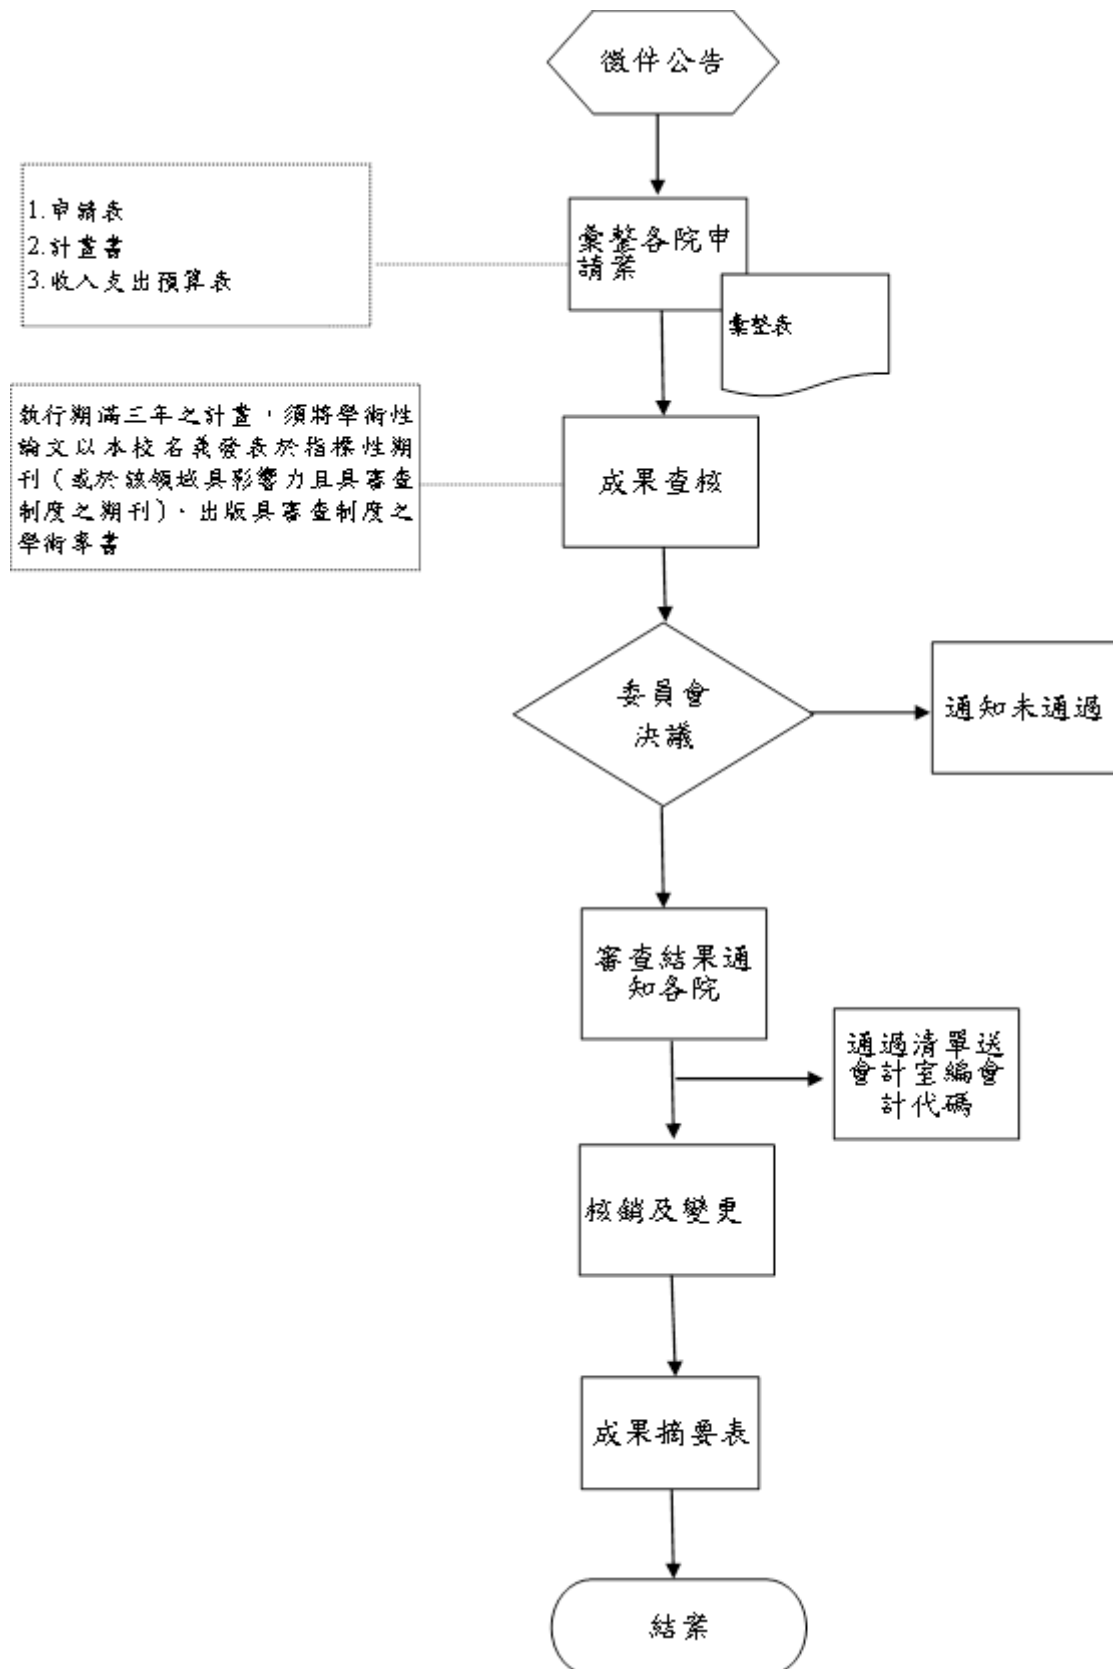 徵件公告
1.申請表
2.計畫書
3.收入支出預算表
彙整各院申
請案
彙整表
執行期滿三年之計畫，須將學術性
論文以本校名義發表於指標性期
刊（或於該領域具影響力且具審查
制度之期刊）、出版具審查制度之
學術專書
成果查核
委員會
決議
通知未通過
審查結果通
知各院
通過清單送
會計室編會
計代碼
核銷及變更
成果摘要表
結案